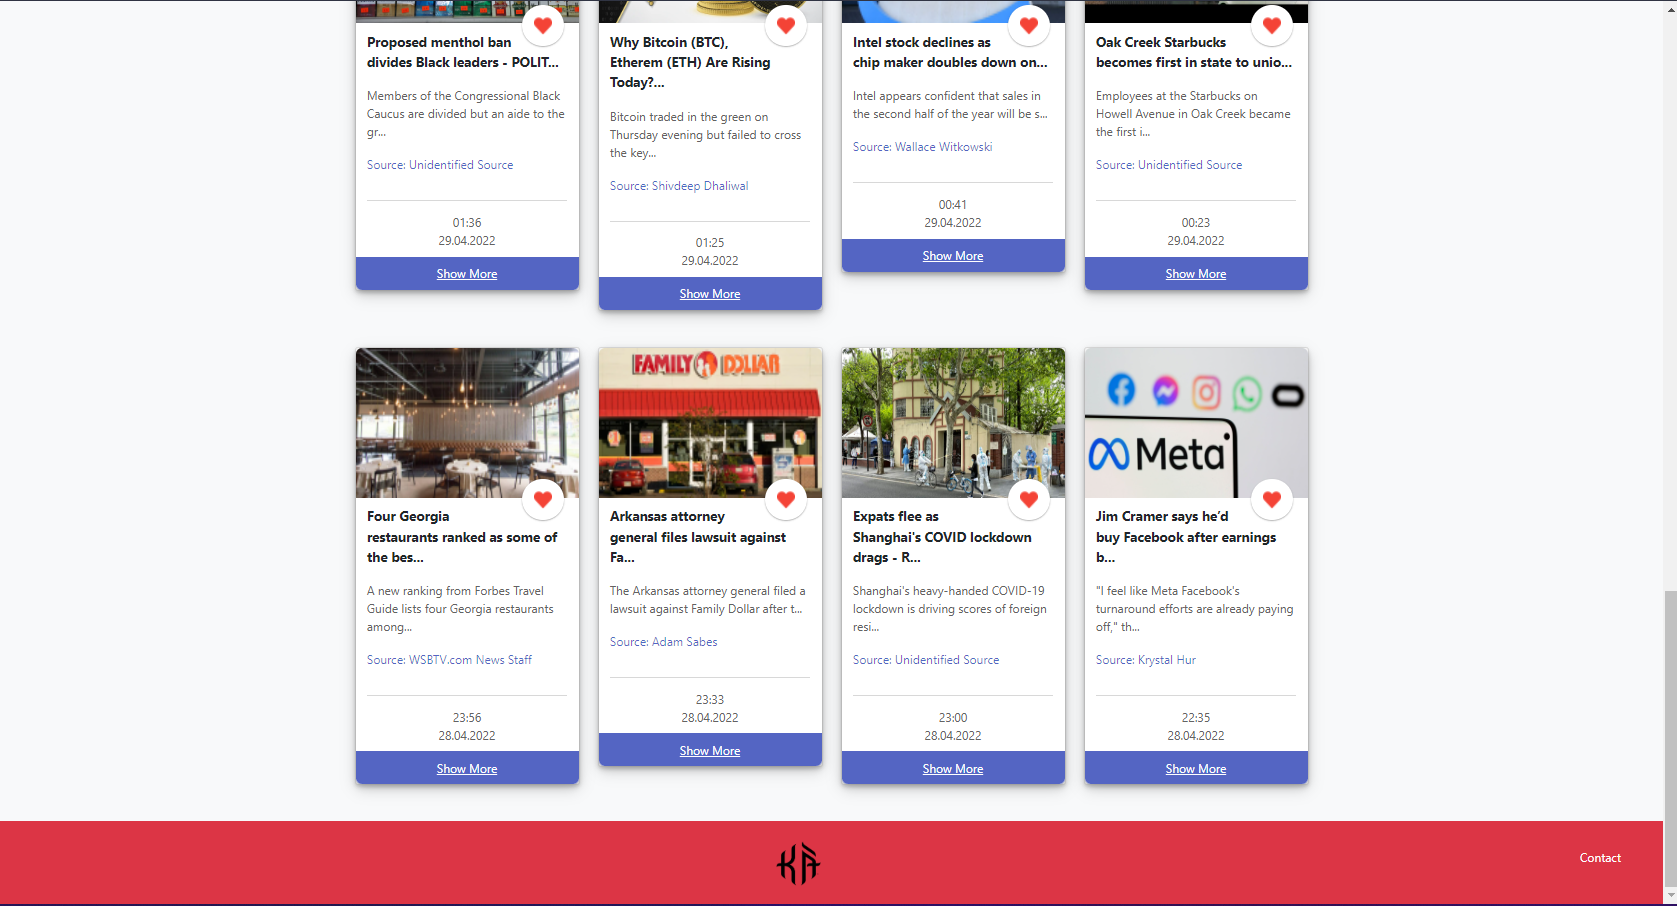 Proposed menthol ban
divides Black leaders - POLIT...
Members of the Congressional Black
Caucus are divided but an aide to the
gr...
Source: Unidentified Source
01:36
29.04.2022
Show More
Why Bitcoin (BTC),
Etherem (ETH) Are Rising
Today?...
Bitcoin traded in the green on
Thursday evening but failed to cross
the key...
Source: Shivdeep Dhaliwal
01:25
29.04.2022
Show More
Intel stock declines as
chip maker doubles down on...
Intel appears confident that sales in
the second half of the year will be s...
Source: Wallace Witkowski
00:41
29.04.2022
Show More
Oak Creek Starbucks
becomes first in state to unio...
Employees at the Starbucks on
Howell Avenue in Oak Creek became
the first i...
Source: Unidentified Source
00:23
29.04.2022
Show More
Four Georgia
restaurants ranked as some of
the bes...
A new ranking from Forbes Travel
Guide lists four Georgia restaurants
among...
Source: WSBTV.com News Staff
23:56
28.04.2022
Show More
FAMILY DOLLAR
Arkansas attorney
general files lawsuit against
Fa...
The Arkansas attorney general filed a
lawsuit against Family Dollar after t...
Source: Adam Sabes
23:33
28.04.2022
Show More
Expats flee as
Shanghai's COVID lockdown
drags - R...
Shanghai's heavy-handed COVID-19
lockdown is driving scores of foreign
resi...
Source: Unidentified Source
23:00
28.04.2022
Show More
Meta
Jim Cramer says he’d
buy Facebook after earnings
b...
"I feel like Meta Facebook's
turnaround efforts are already paying
off," th...
Source: Krystal Hur
22:35
28.04.2022
Show More
KA
Contact